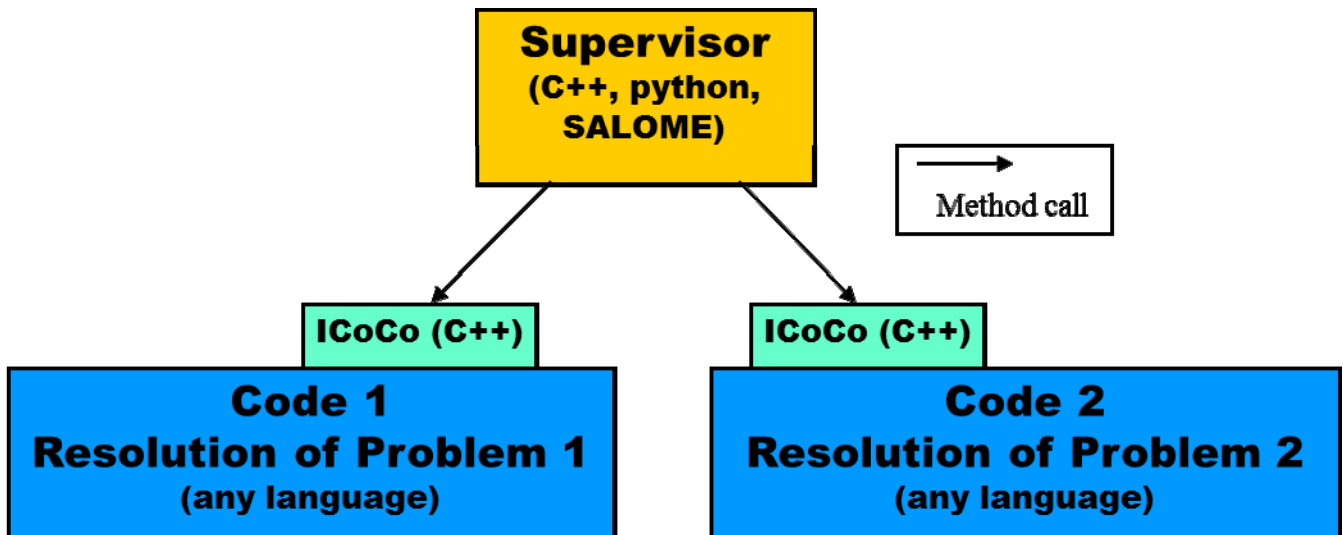 Supervisor
(C++, python,
SALOME)
Method call
ICoCo (C++)
ICoCo (C++)
Code 1
Resolution of Problem 1
(any language)
Code 2
Resolution of Problem 2
(any language)